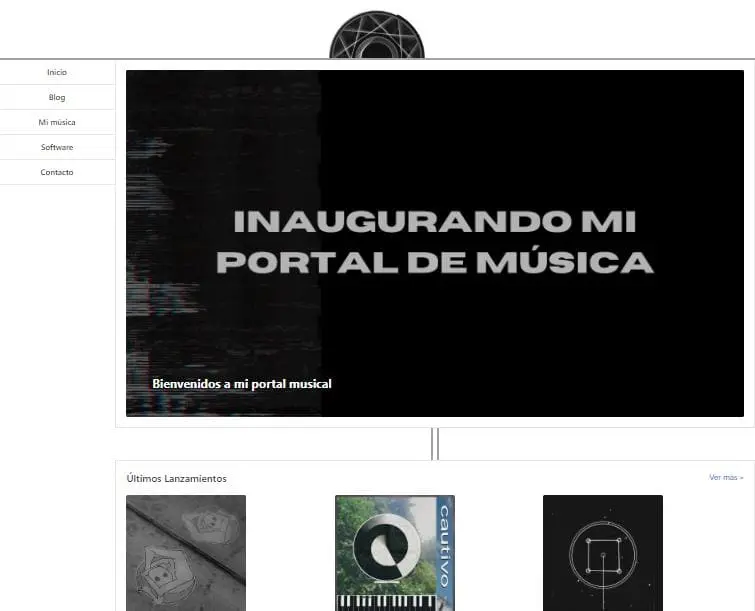 Inicio
Blog
Mi música
Software
Contacto
INAUGURANDO MI
PORTAL DE MÚSICA
Bienvenidos a mi portal musical
Últimos Lanzamientos
Ver más »
cautivo